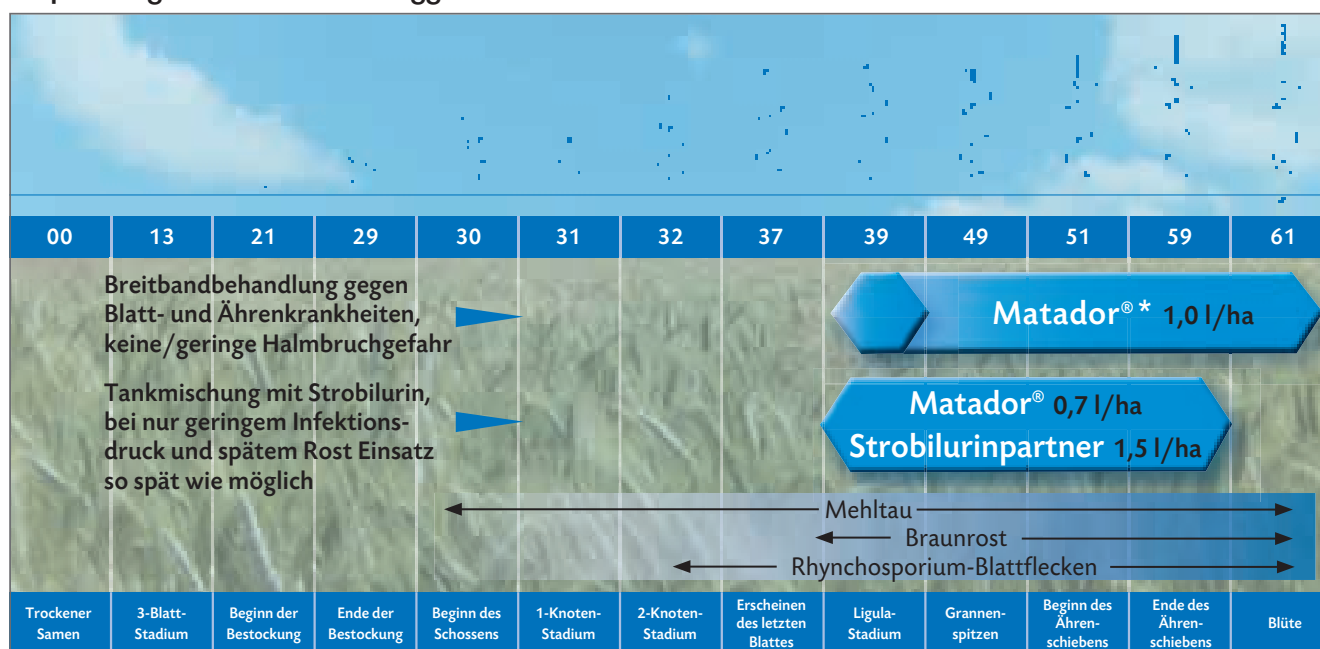 00 13 21 29 30 31 32 37 39 49 51 59 61
Breitbandbehandlung gegen
Blatt- und Ährenkrankheiten,
keine/geringe Halmbruchgefahr
Matador®* 1,0 l/ha
Tankmischung mit Strobilurin,
bei nur geringem Infektions-
druck und spätem Rost Einsatz
so spät wie möglich
Matador® 0,7 l/ha
Strobilurinpartner 1,5 l/ha
Mehltau
Braunrost
Rhynchosporium-Blattflecken
Trockener
Samen
3-Blatt-
Stadium
Beginn der
Bestockung
Ende der
Bestockung
Beginn des
Schossens
1-Knoten-
Stadium
2-Knoten-
Stadium
Erscheinen
des letzten
Blattes
Ligula-
Stadium
Grannen-
spitzen
Beginn des
Ähren-
schiebens
Ende des
Ähren-
schiebens
Blüte